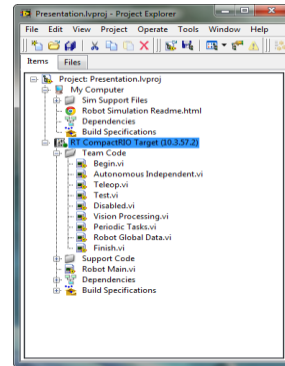 Presentation.lvproj - Project Explorer
File Edit View Project Operate Tools Window Help
Items Files
Project: Presentation.lvproj
My Computer
Sim Support Files
Robot Simulation Readme.html
Dependencies
Build Specifications
RT CompactRIO Target (10.3.57.2)
Team Code
Begin.vi
Autonomous Independent.vi
Teleop.vi
Test.vi
Disabled.vi
Vision Processing.vi
Periodic Tasks.vi
Robot Global Data.vi
Finish.vi
Support Code
Robot Main.vi
Dependencies
Build Specifications